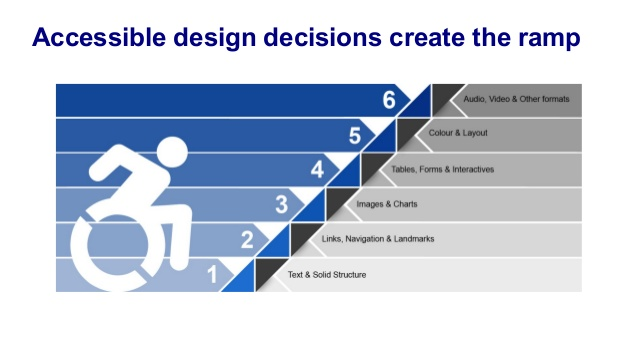 Accessible design decisions create the ramp
6 Audio, Video & Other formats
5 Colour & Layout
4 Tables, Forms & Interactives
3 Images & Charts
2 Links, Navigation & Landmarks
1 Text & Solid Structure